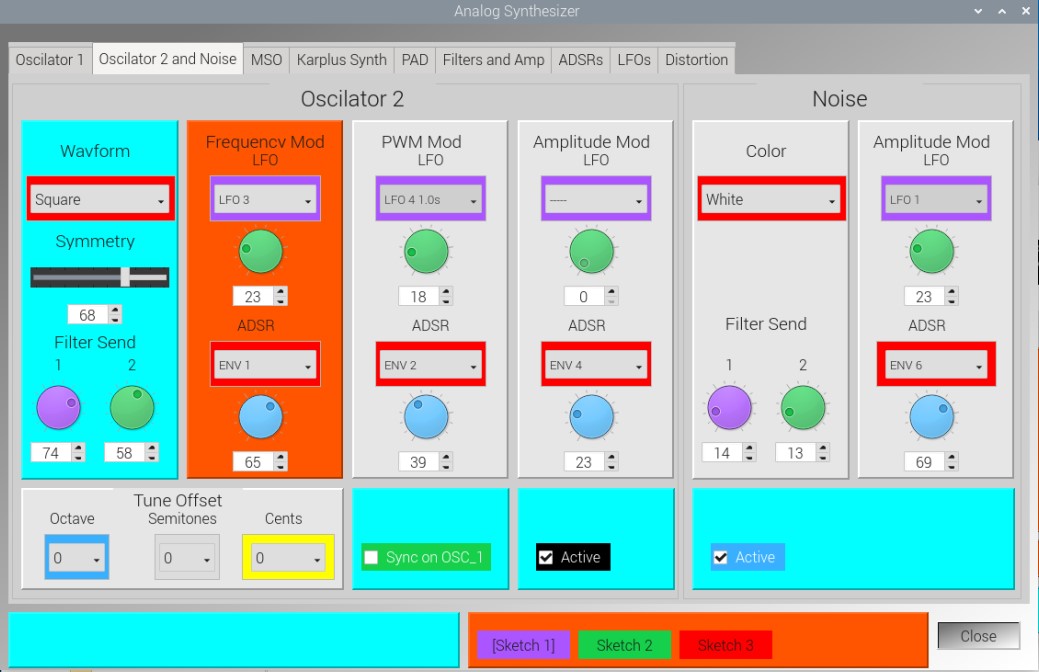 Analog Synthesizer
Oscilator 1
Oscilator 2 and Noise
MSO
Karplus Synth
PAD
Filters and Amp
ADSRs
LFOs
Distortion
Oscilator 2
Wavform
Square
Symmetry
68
Filter Send
1 2
74 58
Frequency Mod
LFO
LFO 3
23
ADSR
ENV 1
65
PWM Mod
LFO
LFO 4 1.0s
18
ADSR
ENV 2
39
Amplitude Mod
LFO
-----
0
ADSR
ENV 4
23
Tune Offset
Octave Semitones Cents
0 0 0
Sync on OSC_1
Active
Noise
Color
White
Filter Send
1 2
14 13
Amplitude Mod
LFO
LFO 1
23
ADSR
ENV 6
69
Active
[Sketch 1]
Sketch 2
Sketch 3
Close